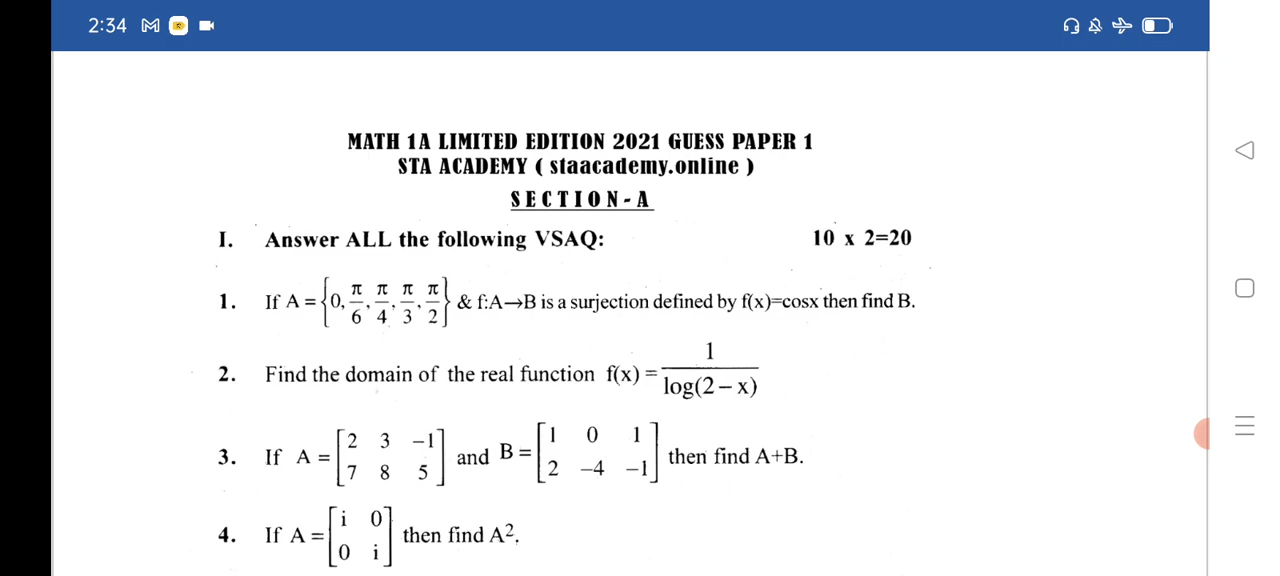 2:34
MATH 1A LIMITED EDITION 2021 GUESS PAPER 1
STA ACADEMY ( staacademy.online )
SECTION-A
I. Answer ALL the following VSAQ: 10 x 2=20
1. If A = {0, π/6, π/4, π/3, π/2} & f:A→B is a surjection defined by f(x)=cosx then find B.
2. Find the domain of the real function f(x) = 1/log(2 – x)
3. If A = [2 3 –1; 7 8 5] and B = [1 0 1; 2 –4 –1] then find A+B.
4. If A = [i 0; 0 i] then find A².